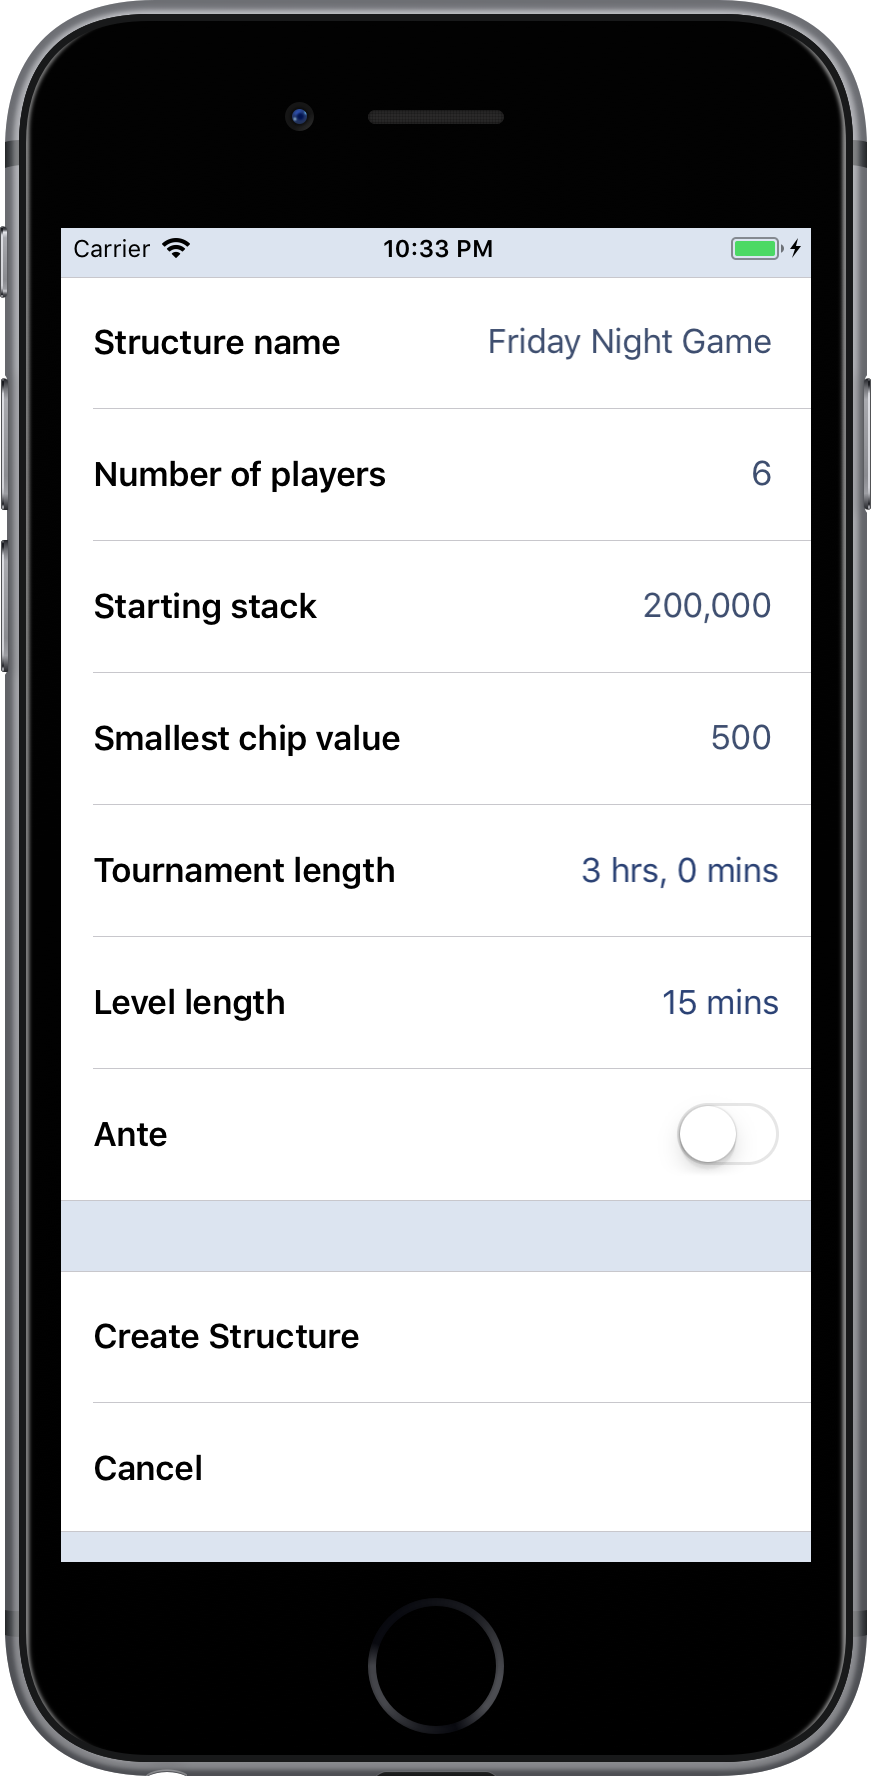 Carrier 10:33 PM
Structure name Friday Night Game
Number of players 6
Starting stack 200,000
Smallest chip value 500
Tournament length 3 hrs, 0 mins
Level length 15 mins
Ante
Create Structure
Cancel